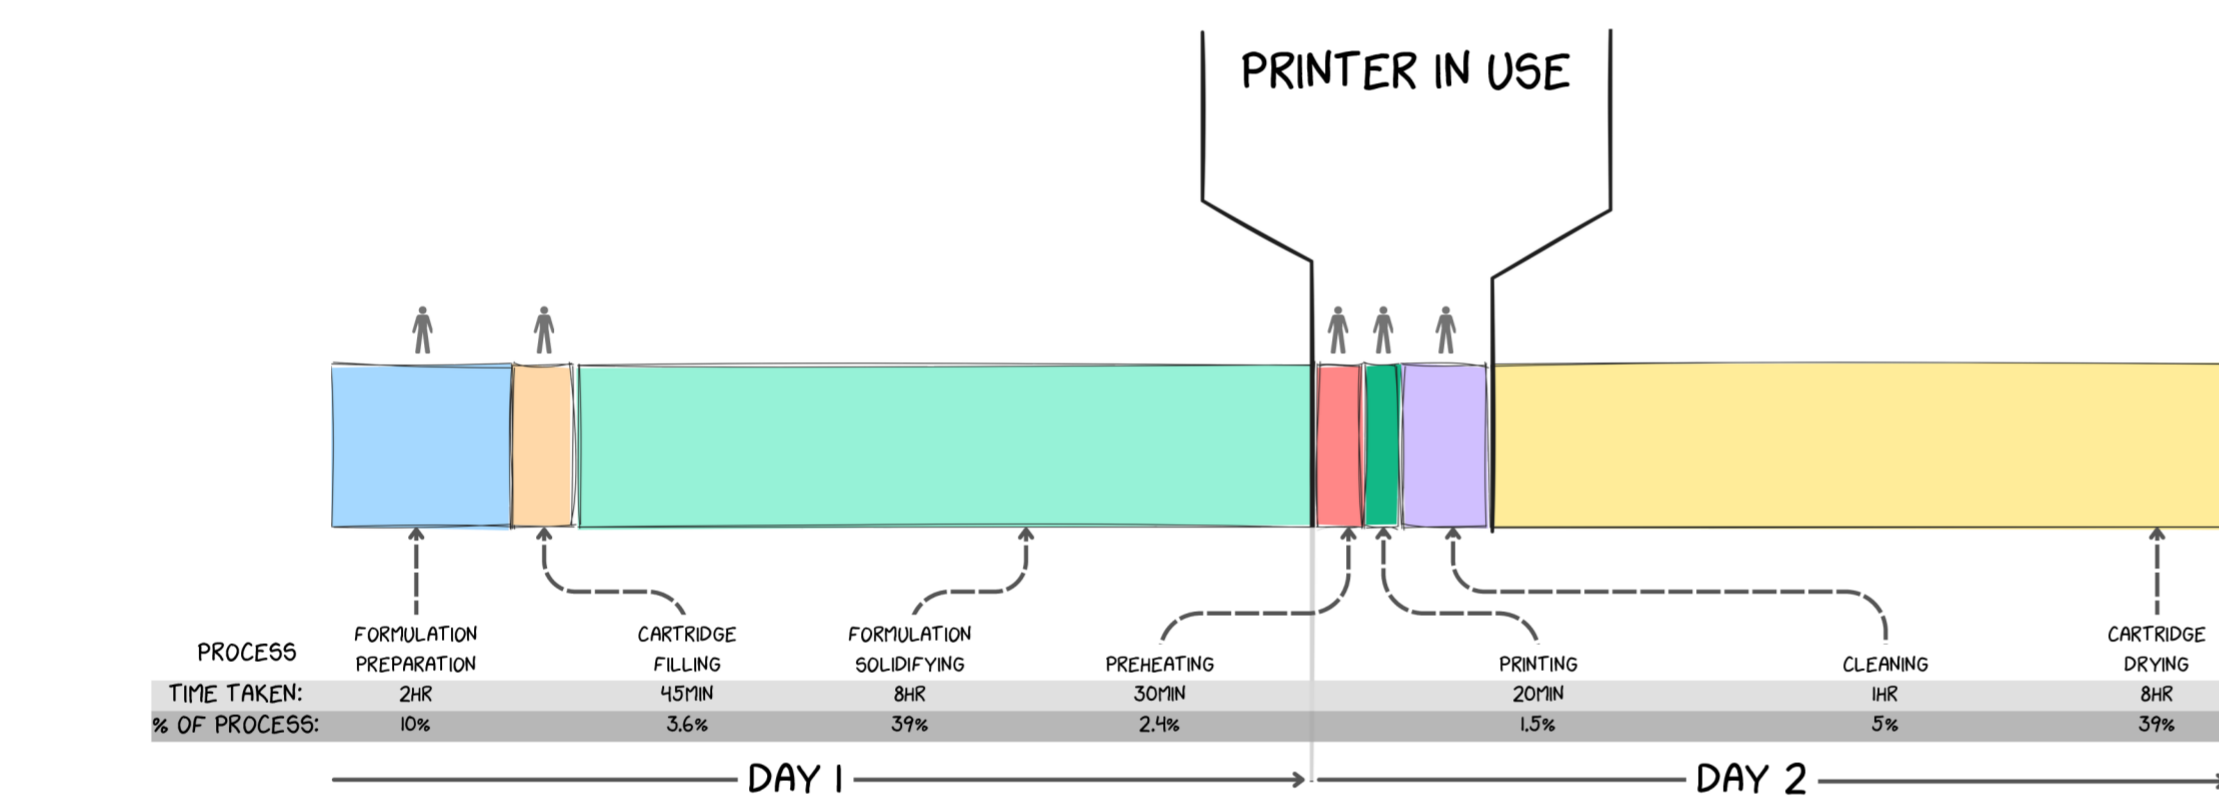 PRINTER IN USE
PROCESS
FORMULATION
PREPARATION
CARTRIDGE
FILLING
FORMULATION
SOLIDIFYING
PREHEATING
PRINTING
CLEANING
CARTRIDGE
DRYING
TIME TAKEN: 2HR 45MIN 8HR 30MIN 20MIN 1HR 8HR
% OF PROCESS: 10% 3.6% 39% 2.4% 1.5% 5% 39%
DAY 1 DAY 2